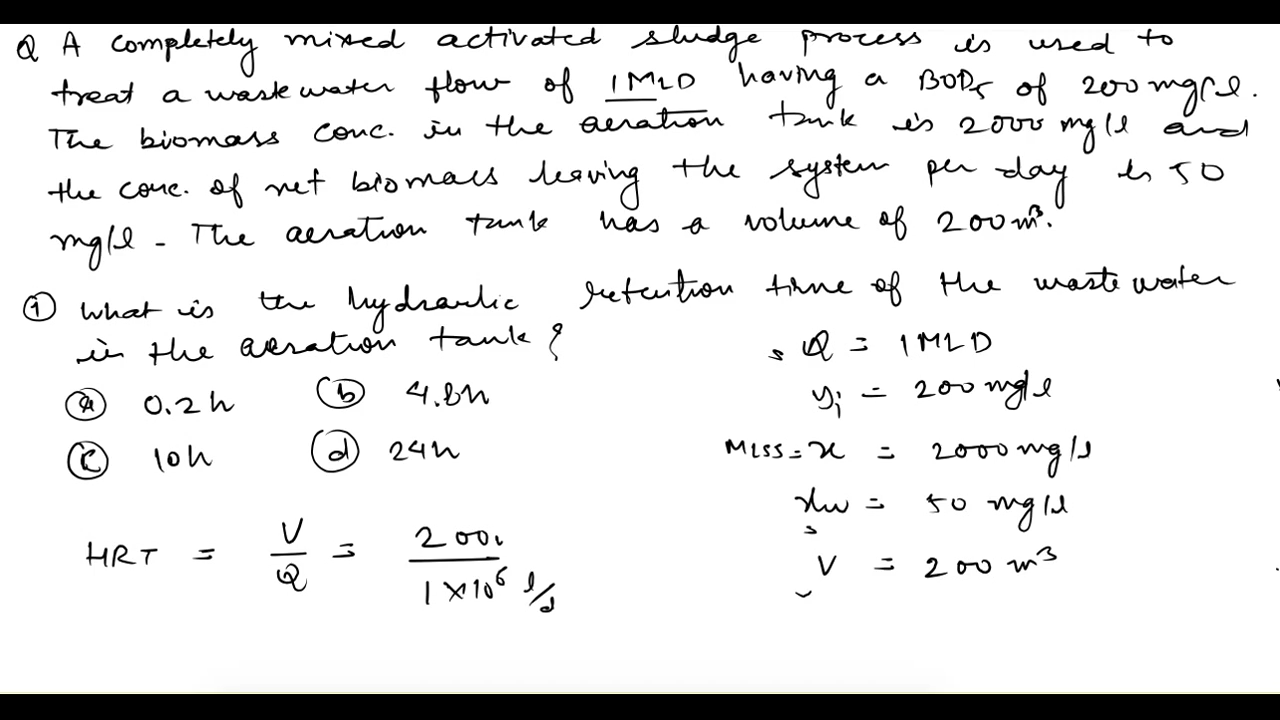 Q A completely mixed activated sludge process is used to
treat a wastewater flow of 1MLD having a BOD5 of 200mg/l.
The biomass conc. in the aeration tank is 2000 mg/l and
the conc. of net biomass leaving the system per day is 50
mg/l - The aeration tank has a volume of 200m³.
① What is the hydraulic retention time of the wastewater
in the aeration tank?
Q = 1MLD
yi = 200 mg/l
ⓐ 0.2h ⓑ 4.8h
MLSS = x = 2000 mg/l
ⓒ 10h ⓓ 24h
xw = 50 mg/l
HRT = V/Q = 200/1×10⁶ l/d
V = 200 m³